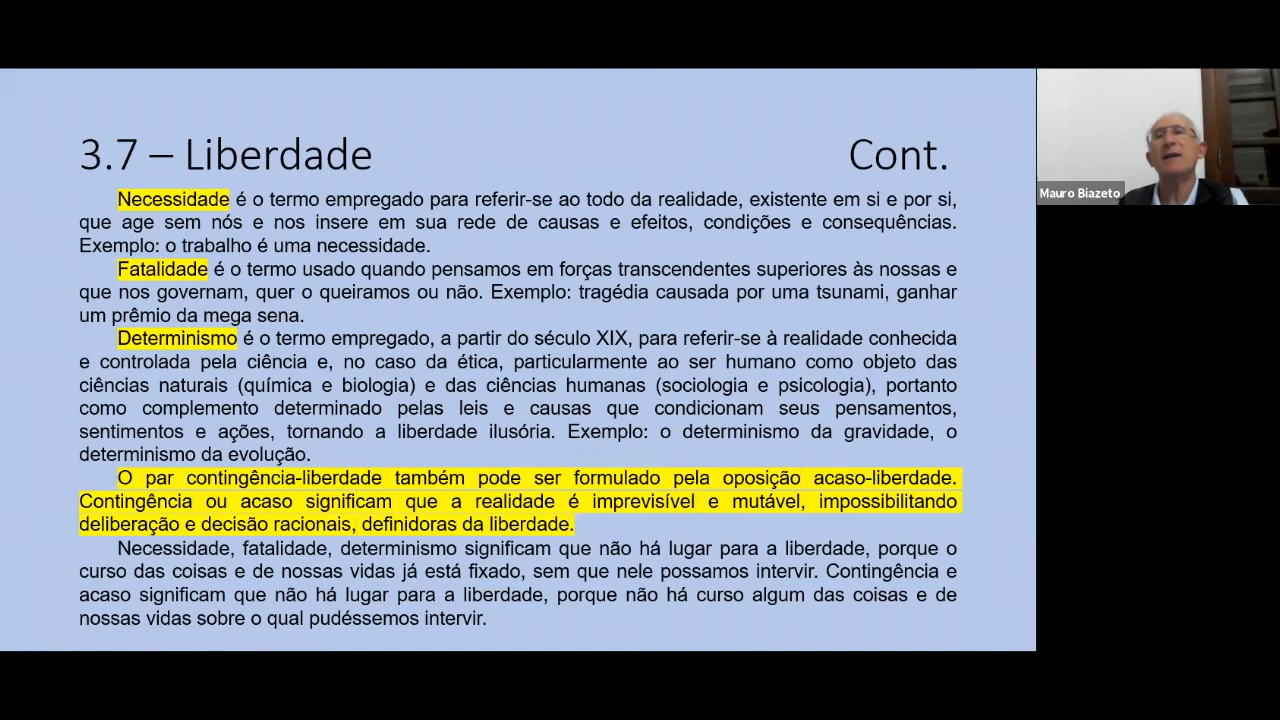 3.7 – Liberdade Cont.
Necessidade é o termo empregado para referir-se ao todo da realidade, existente em si e por si,
que age sem nós e nos insere em sua rede de causas e efeitos, condições e consequências.
Exemplo: o trabalho é uma necessidade.
Fatalidade é o termo usado quando pensamos em forças transcendentes superiores às nossas e
que nos governam, quer o queiramos ou não. Exemplo: tragédia causada por uma tsunami, ganhar
um prêmio da mega sena.
Determinismo é o termo empregado, a partir do século XIX, para referir-se à realidade conhecida
e controlada pela ciência e, no caso da ética, particularmente ao ser humano como objeto das
ciências naturais (química e biologia) e das ciências humanas (sociologia e psicologia), portanto
como complemento determinado pelas leis e causas que condicionam seus pensamentos,
sentimentos e ações, tornando a liberdade ilusória. Exemplo: o determinismo da gravidade, o
determinismo da evolução.
O par contingência-liberdade também pode ser formulado pela oposição acaso-liberdade.
Contingência ou acaso significam que a realidade é imprevisível e mutável, impossibilitando
deliberação e decisão racionais, definidoras da liberdade.
Necessidade, fatalidade, determinismo significam que não há lugar para a liberdade, porque o
curso das coisas e de nossas vidas já está fixado, sem que nele possamos intervir. Contingência e
acaso significam que não há lugar para a liberdade, porque não há curso algum das coisas e de
nossas vidas sobre o qual pudéssemos intervir.
Mauro Biazeto